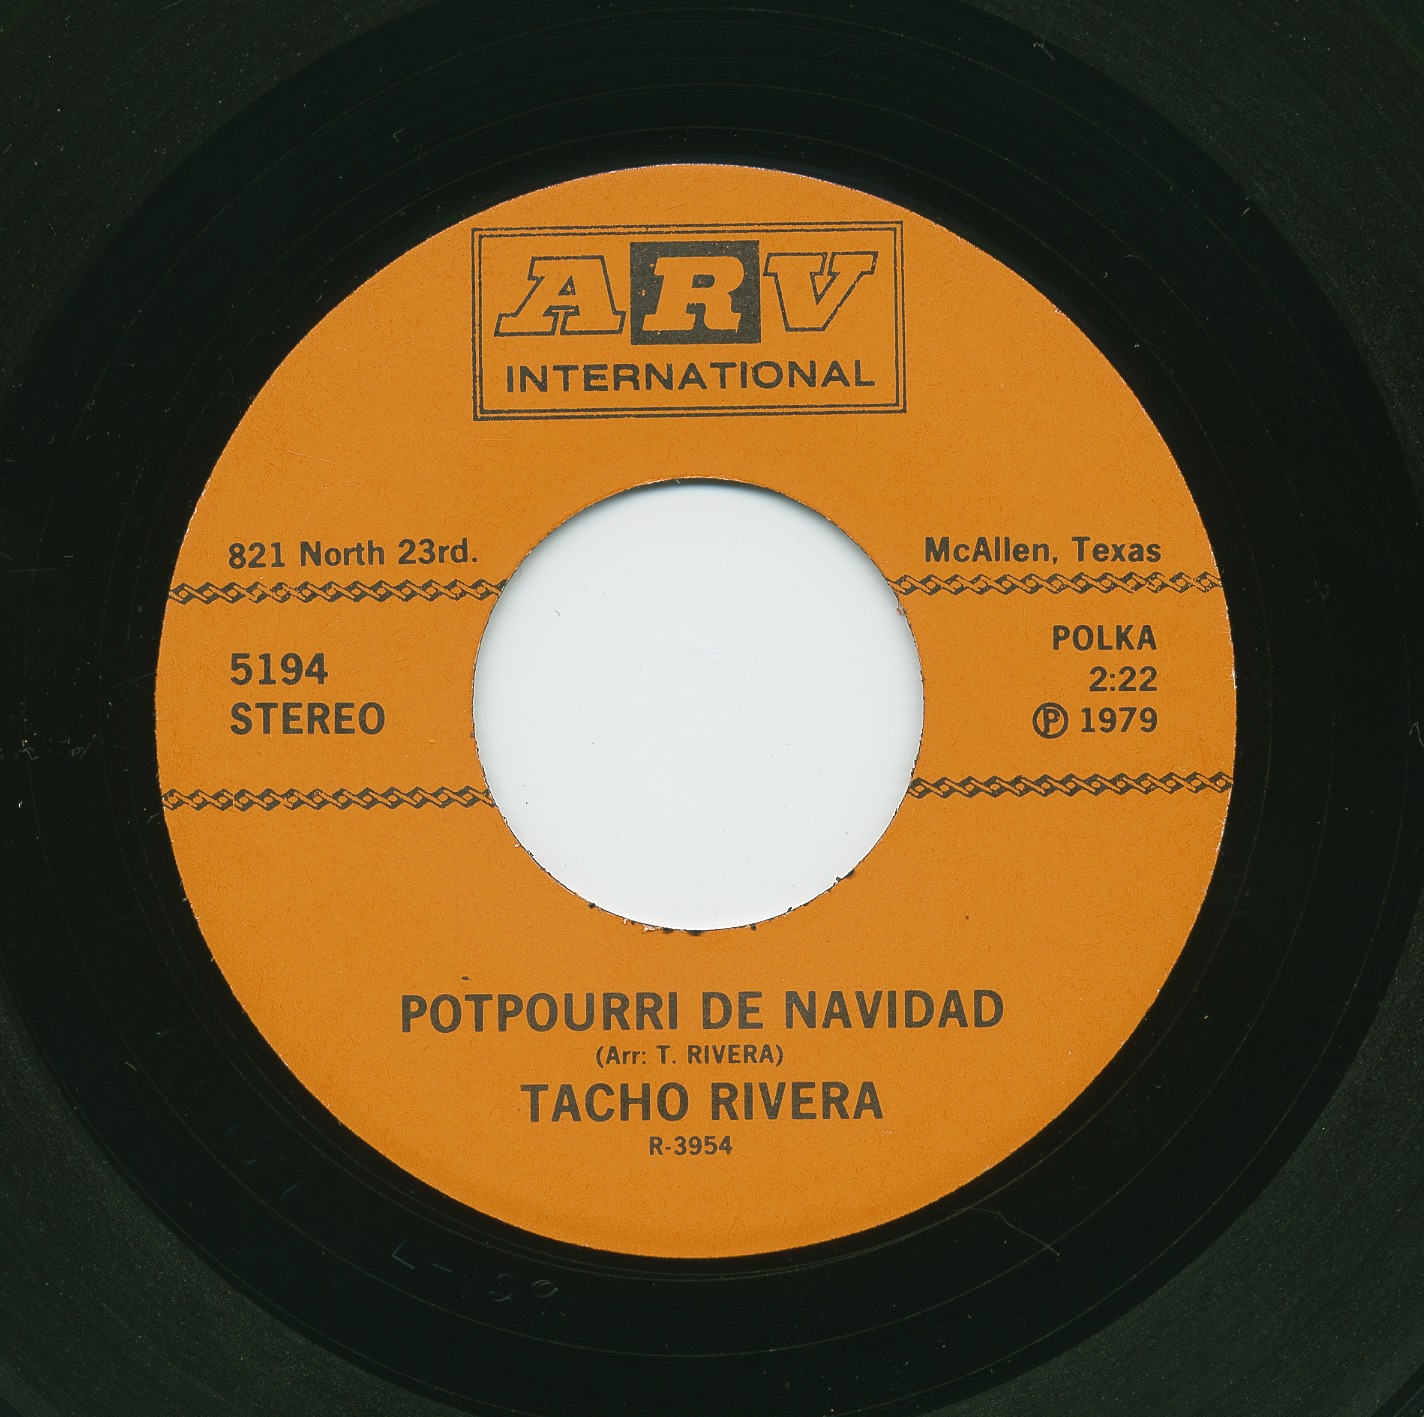 ARV
INTERNATIONAL
821 North 23rd.
McAllen, Texas
5194
STEREO
POLKA
2:22
Ⓟ 1979
POTPOURRI DE NAVIDAD
(Arr: T. RIVERA)
TACHO RIVERA
R-3954